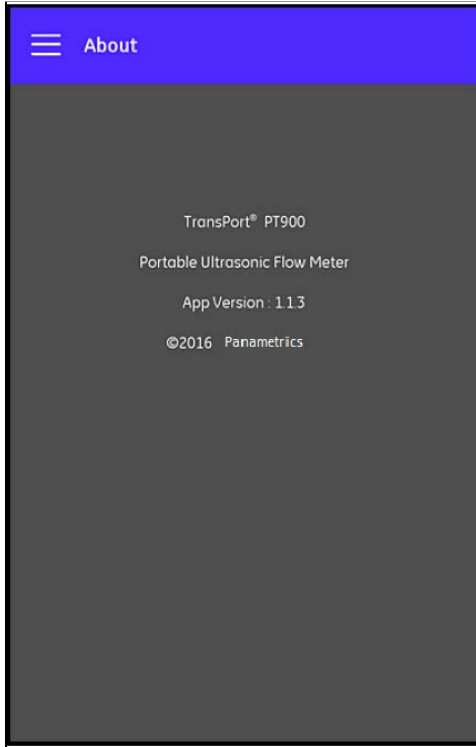 About
TransPort® PT900
Portable Ultrasonic Flow Meter
App Version : 1.1.3
©2016 Panametrics